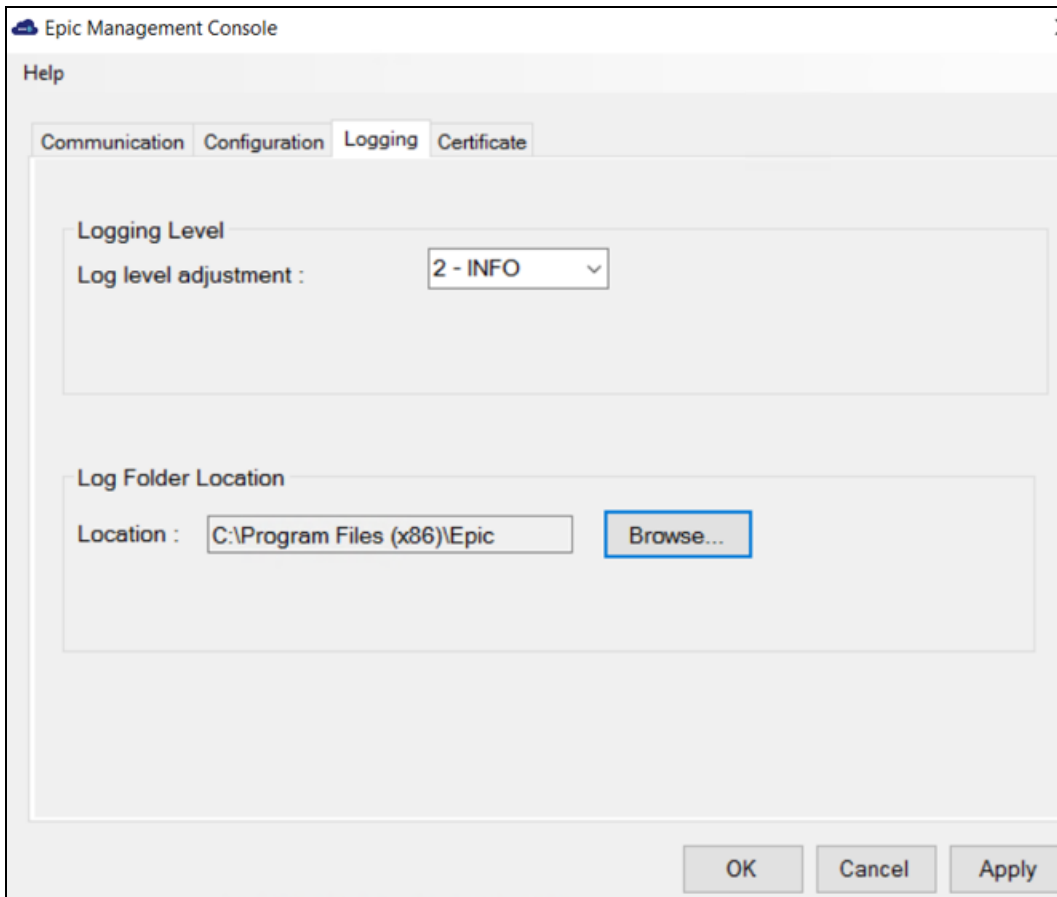 Epic Management Console
Help
Communication Configuration Logging Certificate
Logging Level
Log level adjustment : 2 - INFO
Log Folder Location
Location : C:\Program Files (x86)\Epic Browse...
OK Cancel Apply